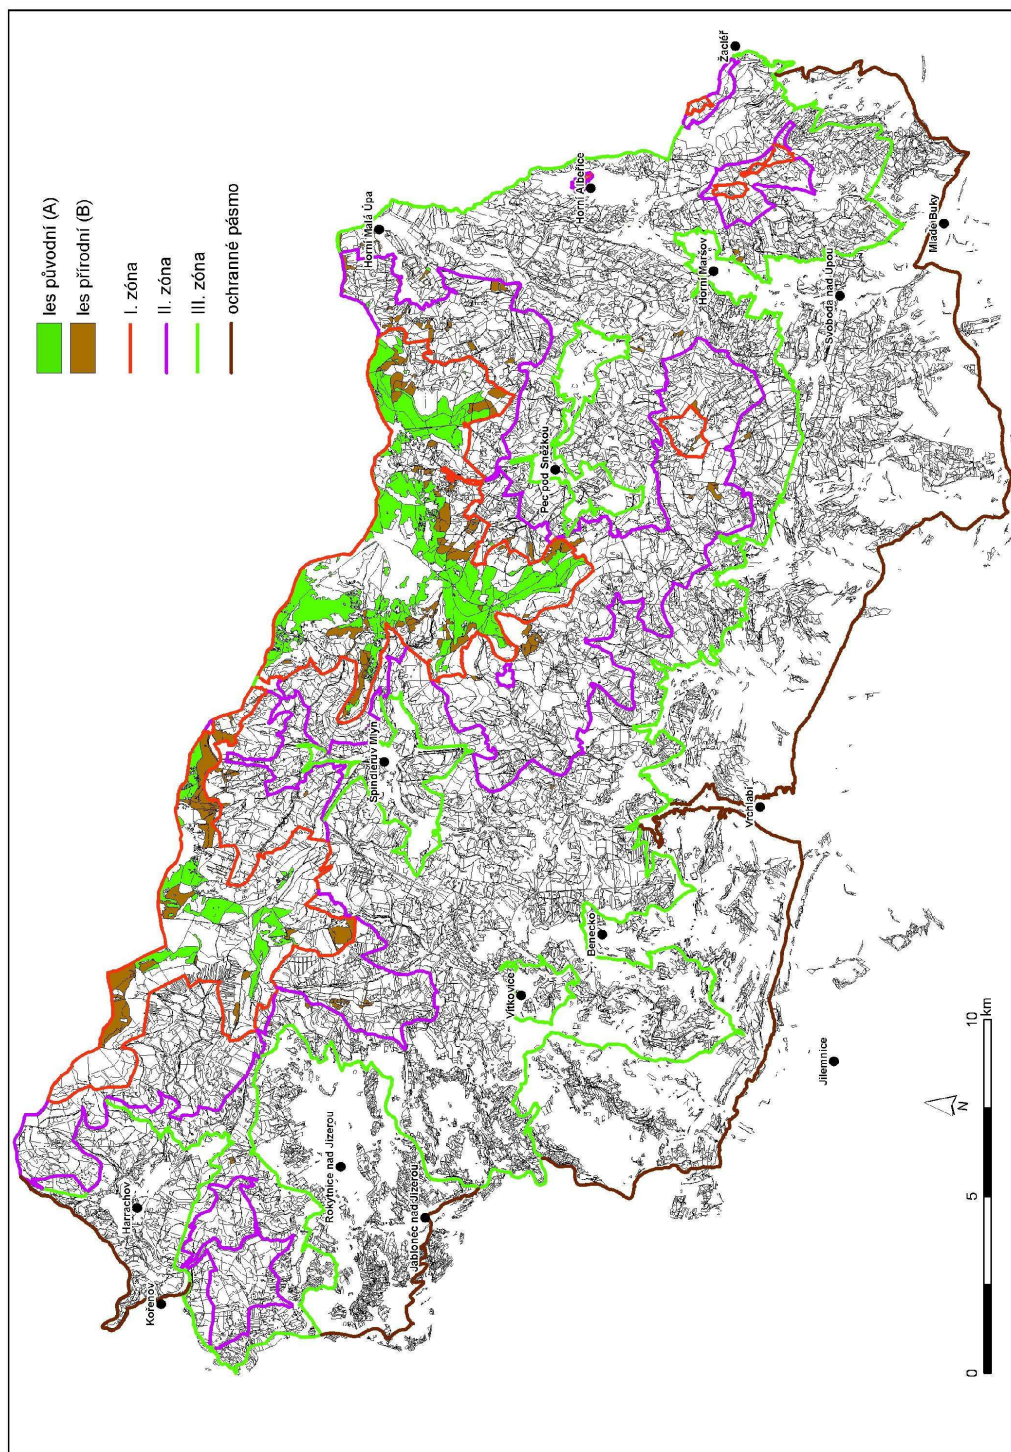 les původní (A)
les přírodní (B)
I. zóna
II. zóna
III. zóna
ochranné pásmo
Žacléř
Horní Malá Úpa
Horní Albeřice
Horní Maršov
Mladé Buky
Svoboda nad Úpou
Pec pod Sněžkou
Špindlerův Mlýn
Vrchlabí
Benecko
Vítkovice
Jilemnice
Harrachov
Kořenov
Rokytnice nad Jizerou
Jablonec nad Jizerou
N
0
5
10
km